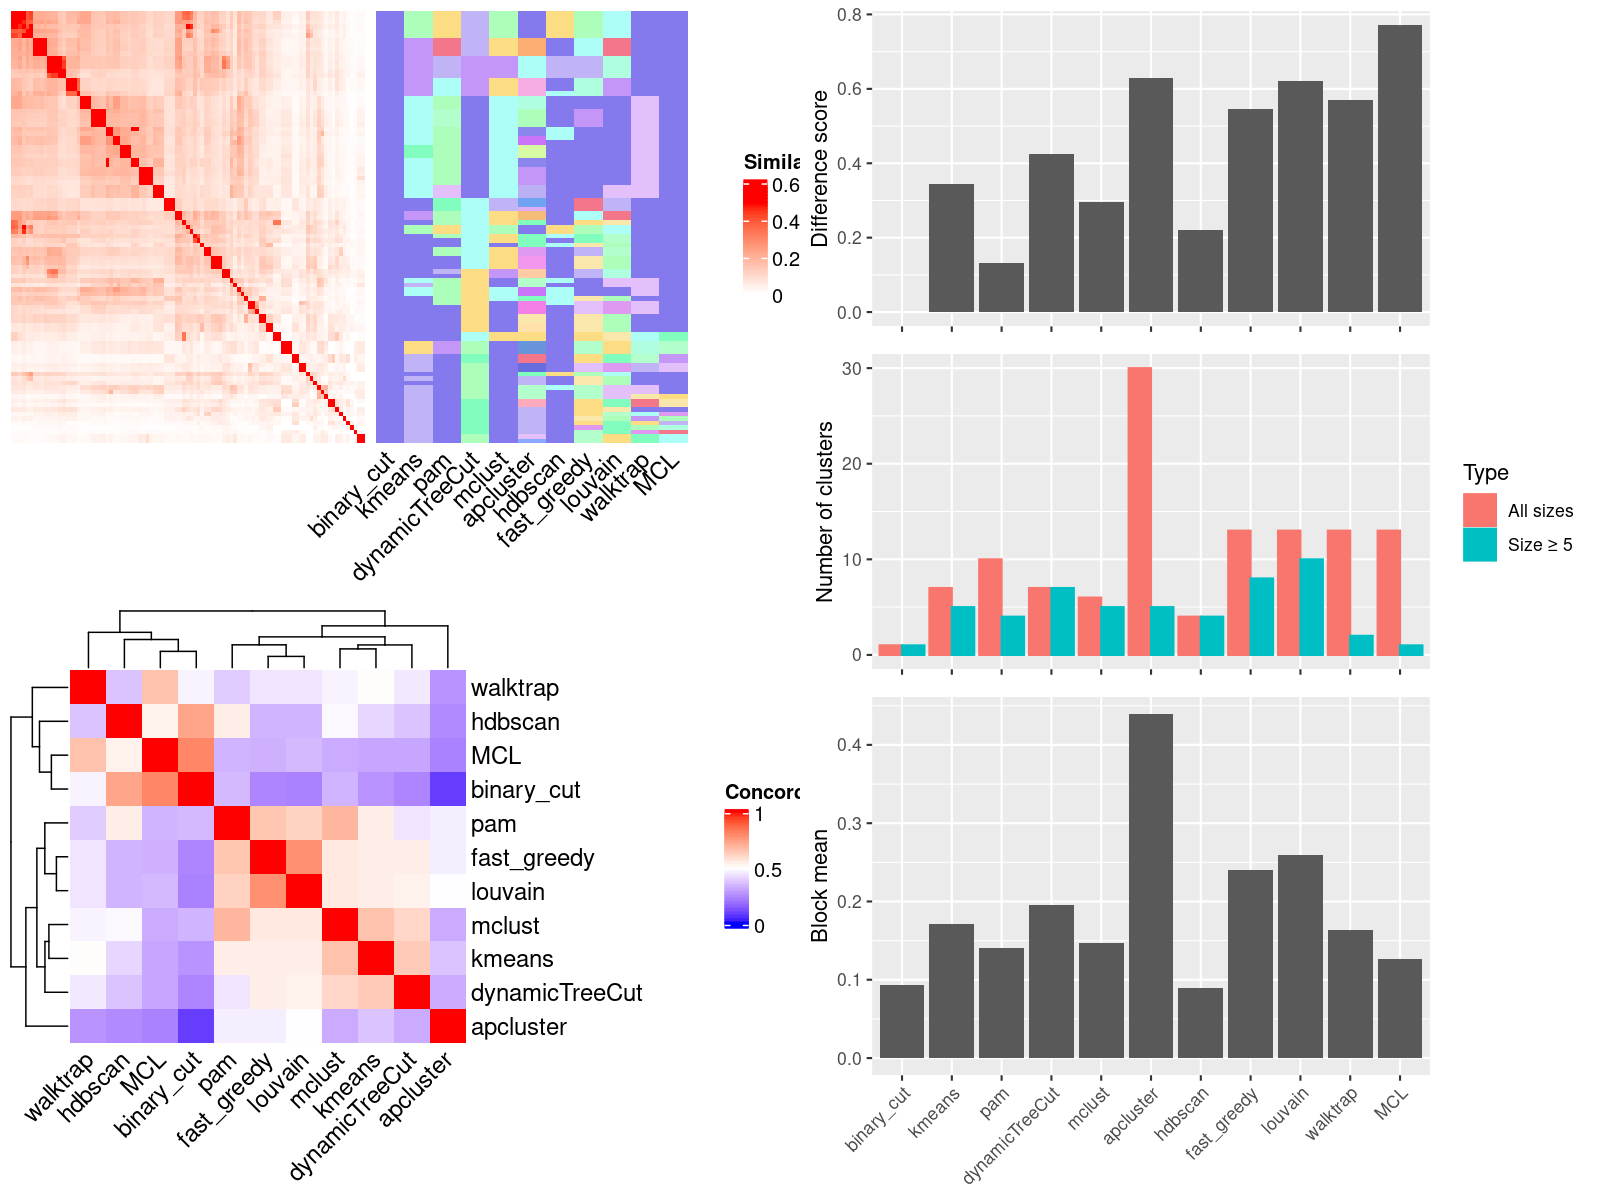 Simila
0.6
0.4
0.2
0
binary_cut
kmeans
pam
dynamicTreeCut
mclust
apcluster
hdbscan
fast_greedy
louvain
walktrap
MCL
Difference score
0.8
0.6
0.4
0.2
0.0
Number of clusters
30
20
10
0
Type
All sizes
Size ≥ 5
walktrap
hdbscan
MCL
binary_cut
pam
fast_greedy
louvain
mclust
kmeans
dynamicTreeCut
apcluster
walktrap
hdbscan
MCL
binary_cut
pam
fast_greedy
louvain
mclust
kmeans
dynamicTreeCut
apcluster
Concord
1
0.5
0
Block mean
0.4
0.3
0.2
0.1
0.0
binary_cut
kmeans
pam
dynamicTreeCut
mclust
apcluster
hdbscan
fast_greedy
louvain
walktrap
MCL